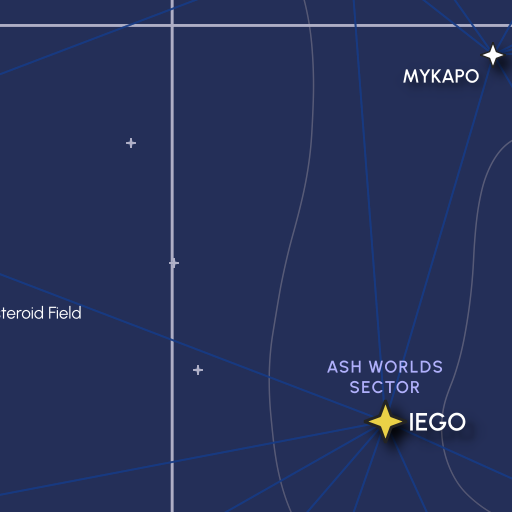 MYKAPO
teroid Field
ASH WORLDS
SECTOR
IEGO